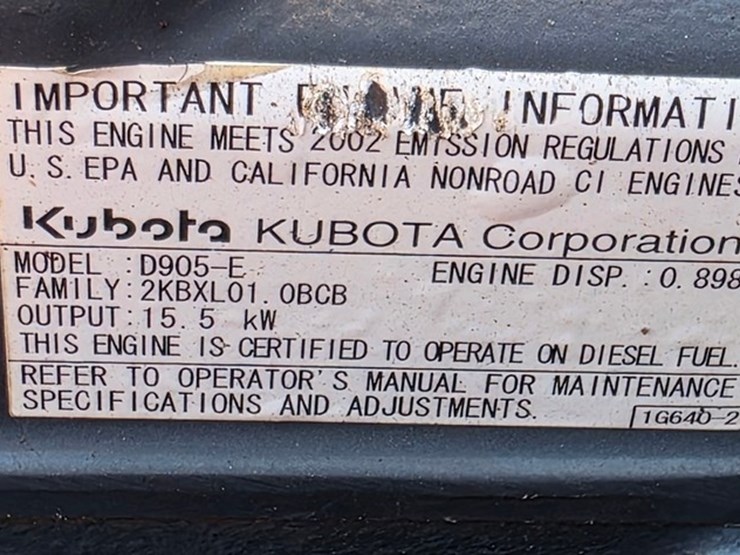 IMPORTANT INFORMATI
THIS ENGINE MEETS 2002 EMISSION REGULATIONS
U.S. EPA AND CALIFORNIA NONROAD CI ENGINES
Kubota KUBOTA Corporation
MODEL :D905-E ENGINE DISP. :0.898
FAMILY:2KBXL01.0BCB
OUTPUT:15.5 kW
THIS ENGINE IS CERTIFIED TO OPERATE ON DIESEL FUEL.
REFER TO OPERATOR'S MANUAL FOR MAINTENANCE
SPECIFICATIONS AND ADJUSTMENTS.
1G640-2